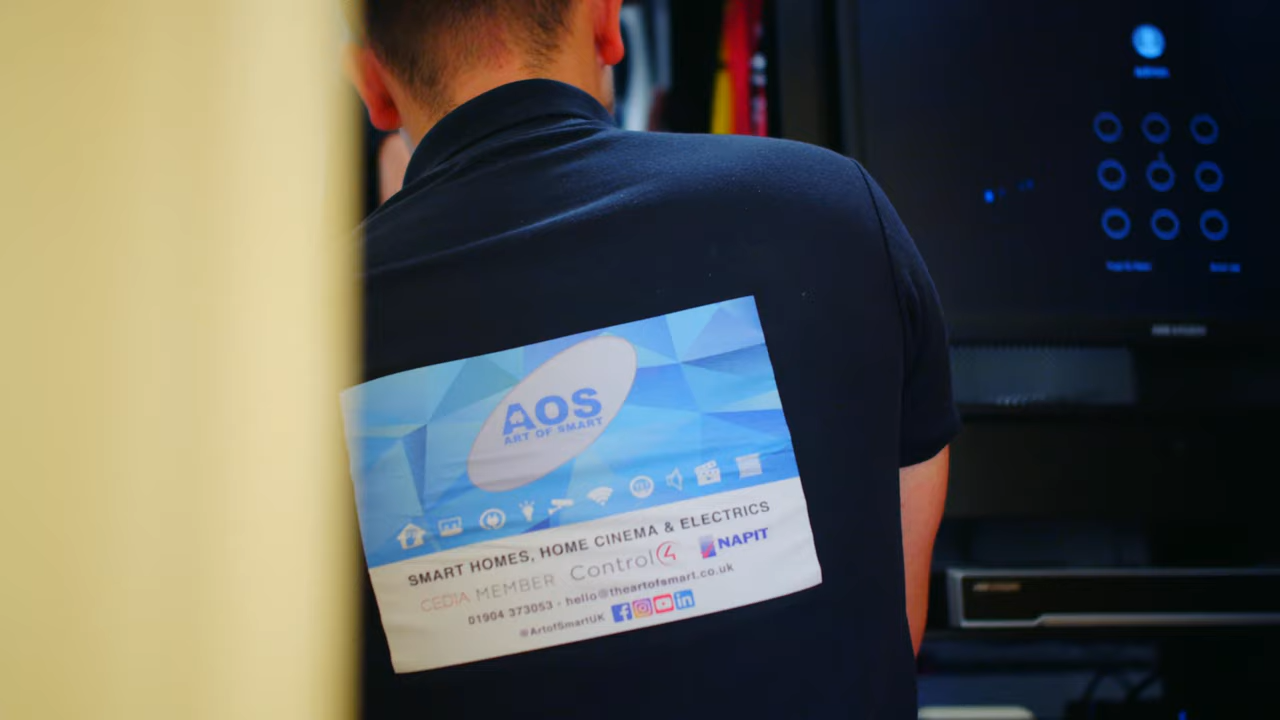 AOS
ART OF SMART
SMART HOMES, HOME CINEMA & ELECTRICS
CEDIA MEMBER Control4 NAPIT
01904 373053 - hello@theartofsmart.co.uk
@ArtofSmartUK
HIKVISION